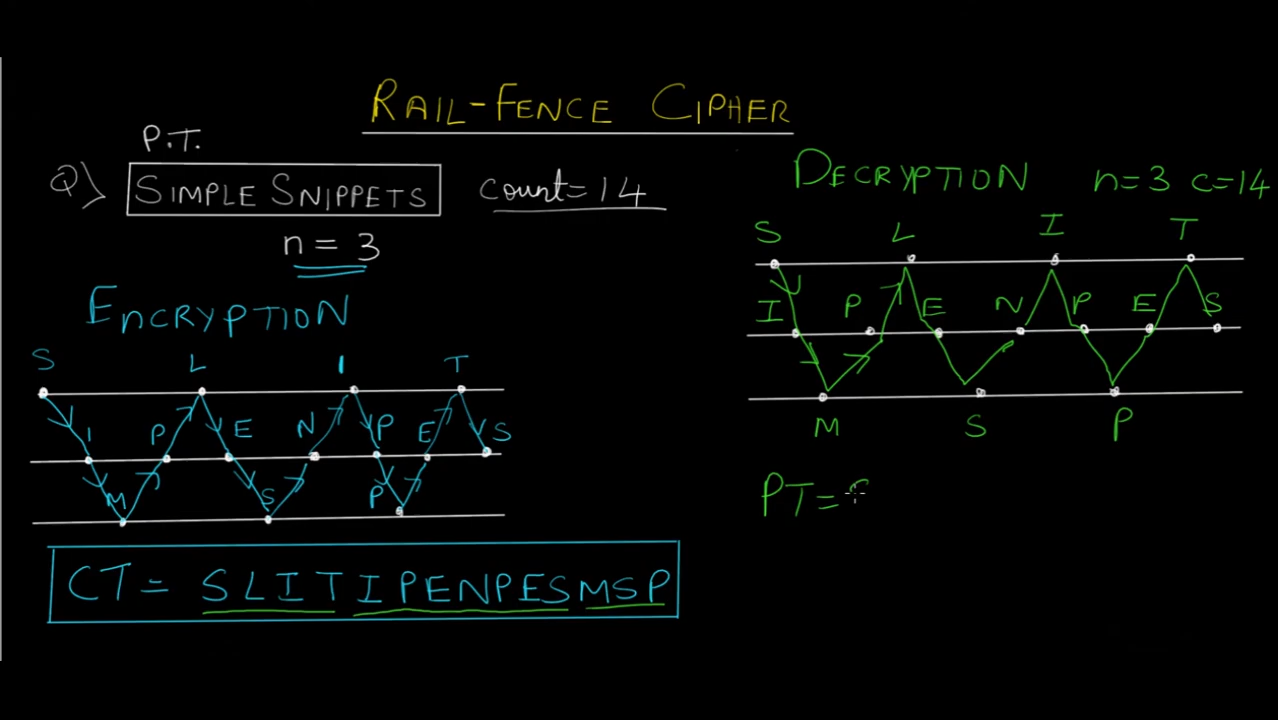 RAIL-FENCE CIPHER
P.T.
Q) SIMPLE SNIPPETS count=14
n = 3
ENCRYPTION
S L I T
I P E N P E S
M S P
CT = SLITIPENPESMSP
DECRYPTION n=3 c=14
S L I T
I P E N P E S
M S P
PT=